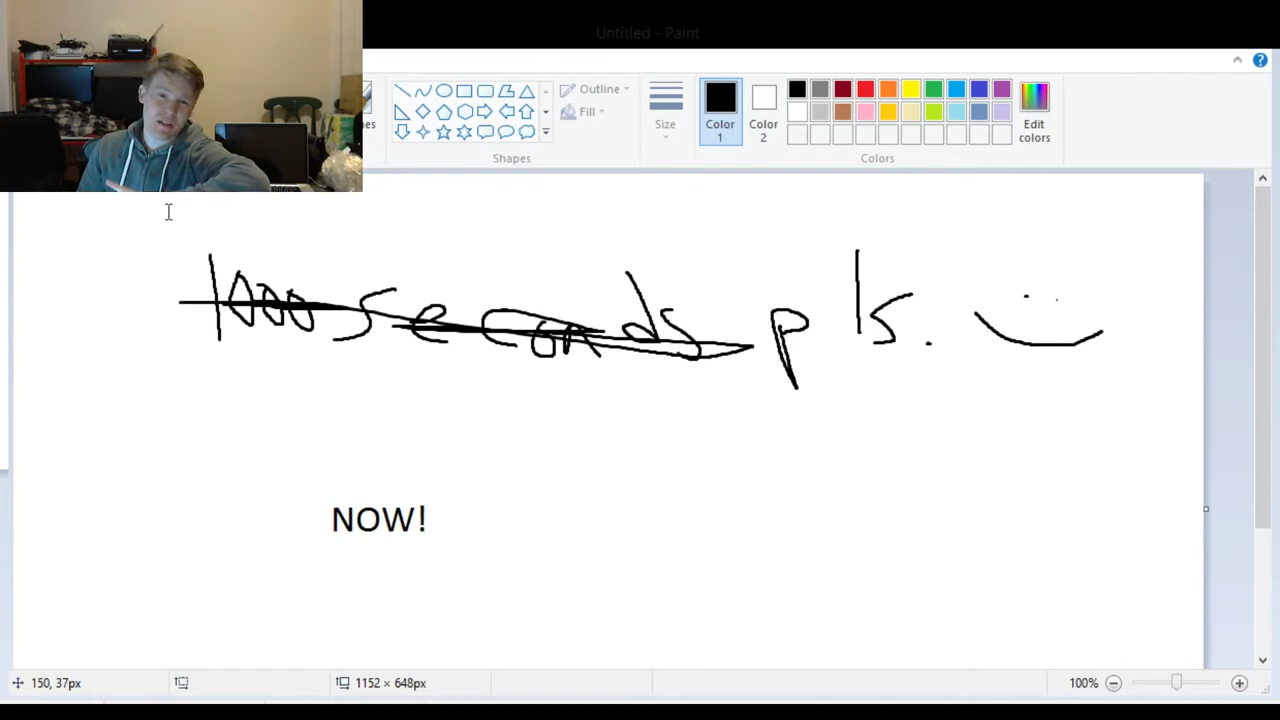 Untitled - Paint
Outline
Fill
Size
Color 1
Color 2
Edit colors
Shapes
Colors
1000 seconds pls.
NOW!
150, 37px
1152 × 648px
100%